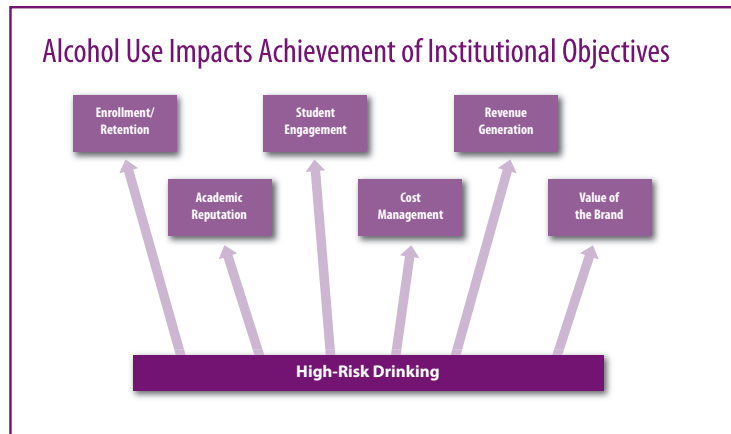 Alcohol Use Impacts Achievement of Institutional Objectives
Enrollment/
Retention
Student
Engagement
Revenue
Generation
Academic
Reputation
Cost
Management
Value of
the Brand
High-Risk Drinking